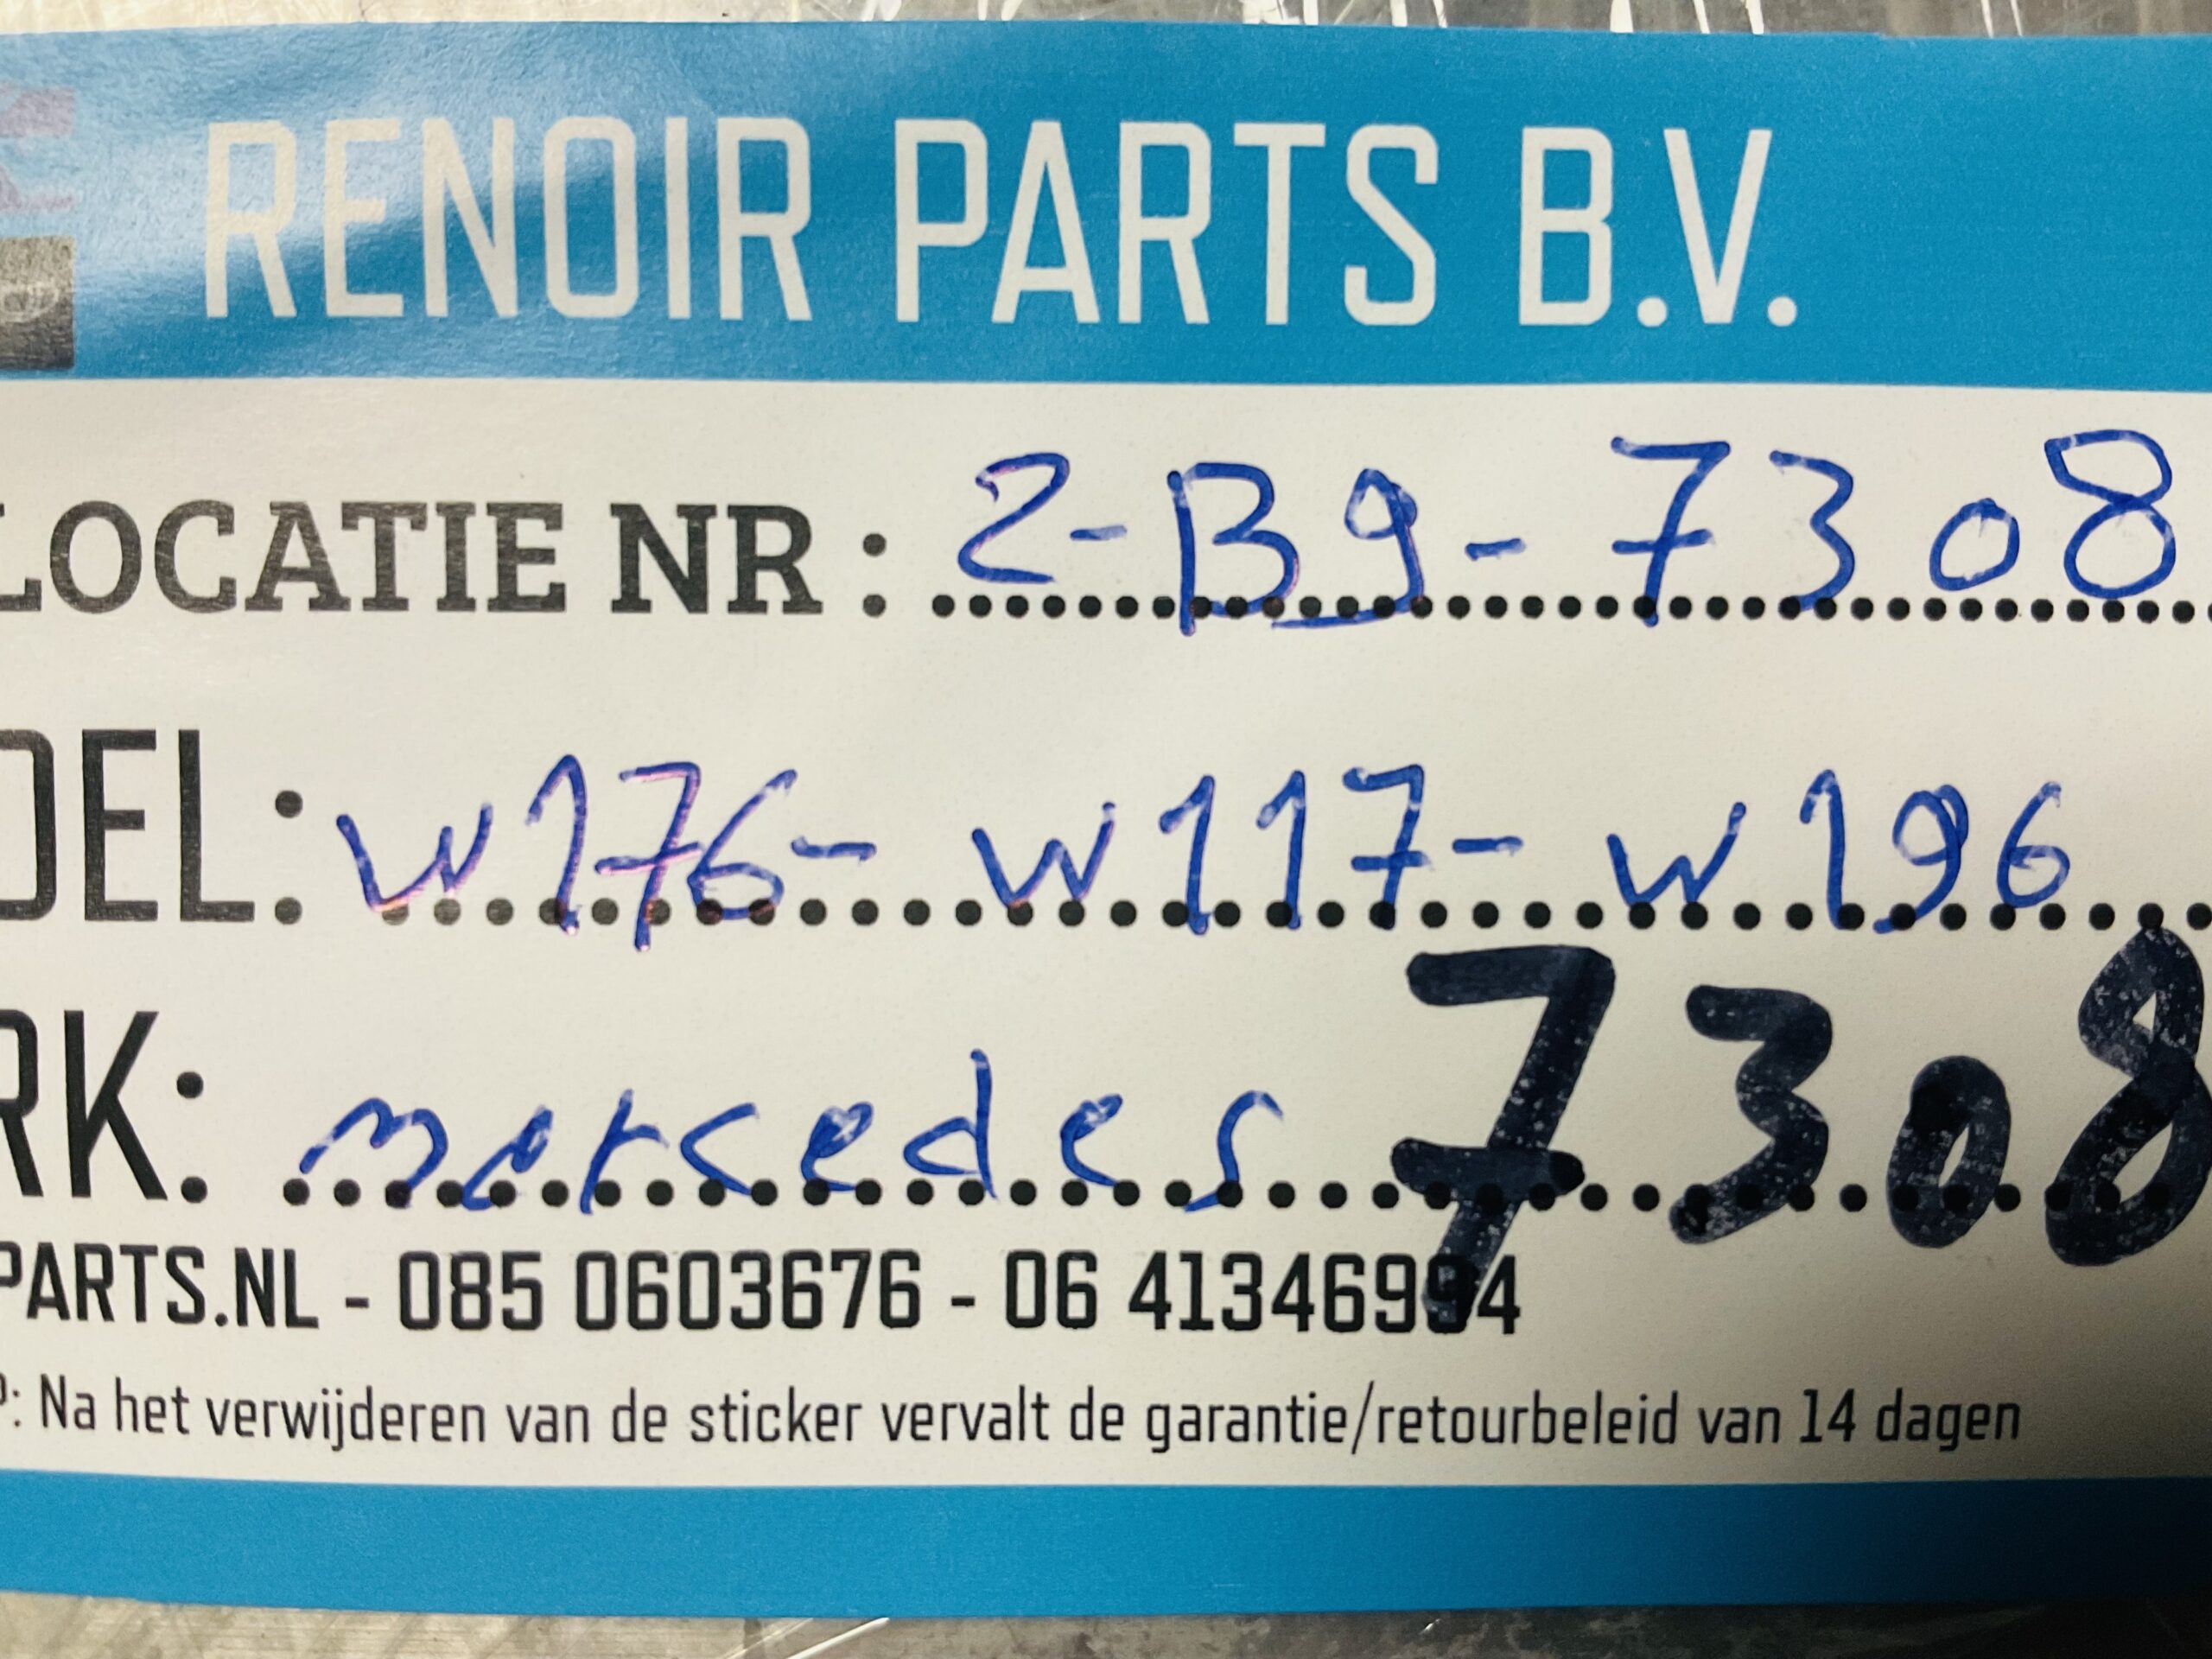 RENOIR PARTS B.V.
LOCATIE NR : 2-B9-7308
DEL: W176- W117- W196
RK: mercedes 7308
PARTS.NL - 085 0603676 - 06 41346994
P: Na het verwijderen van de sticker vervalt de garantie/retourbeleid van 14 dagen